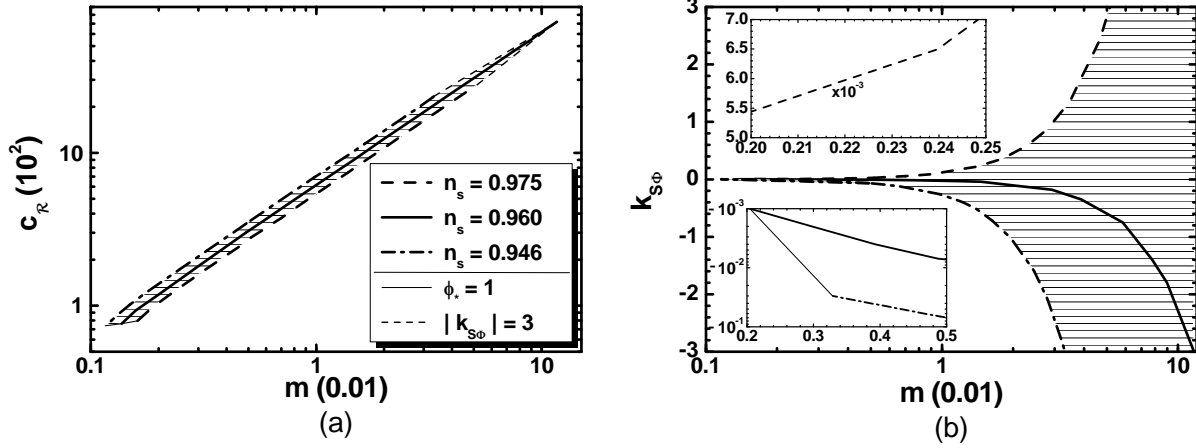 10
1
0.1
1
10
c_ℛ (10²)
m (0.01)
n_s = 0.975
n_s = 0.960
n_s = 0.946
ϕ_* = 1
| k_SΦ | = 3
(a)
3
2
1
0
-1
-2
-3
0.1
1
10
k_SΦ
m (0.01)
7.0
6.5
6.0
5.5
5.0
0.20
0.21
0.22
0.23
0.24
0.25
x10⁻³
-10⁻³
-10⁻²
-10⁻¹
0.2
0.3
0.4
0.5
(b)